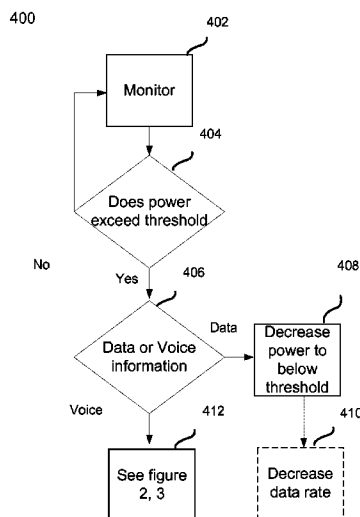 400
402
Monitor
404
Does power
exceed threshold
No
Yes
406
408
Data
Data or Voice
information
Decrease
power to
below
threshold
Voice
412
410
See figure
2, 3
Decrease
data rate